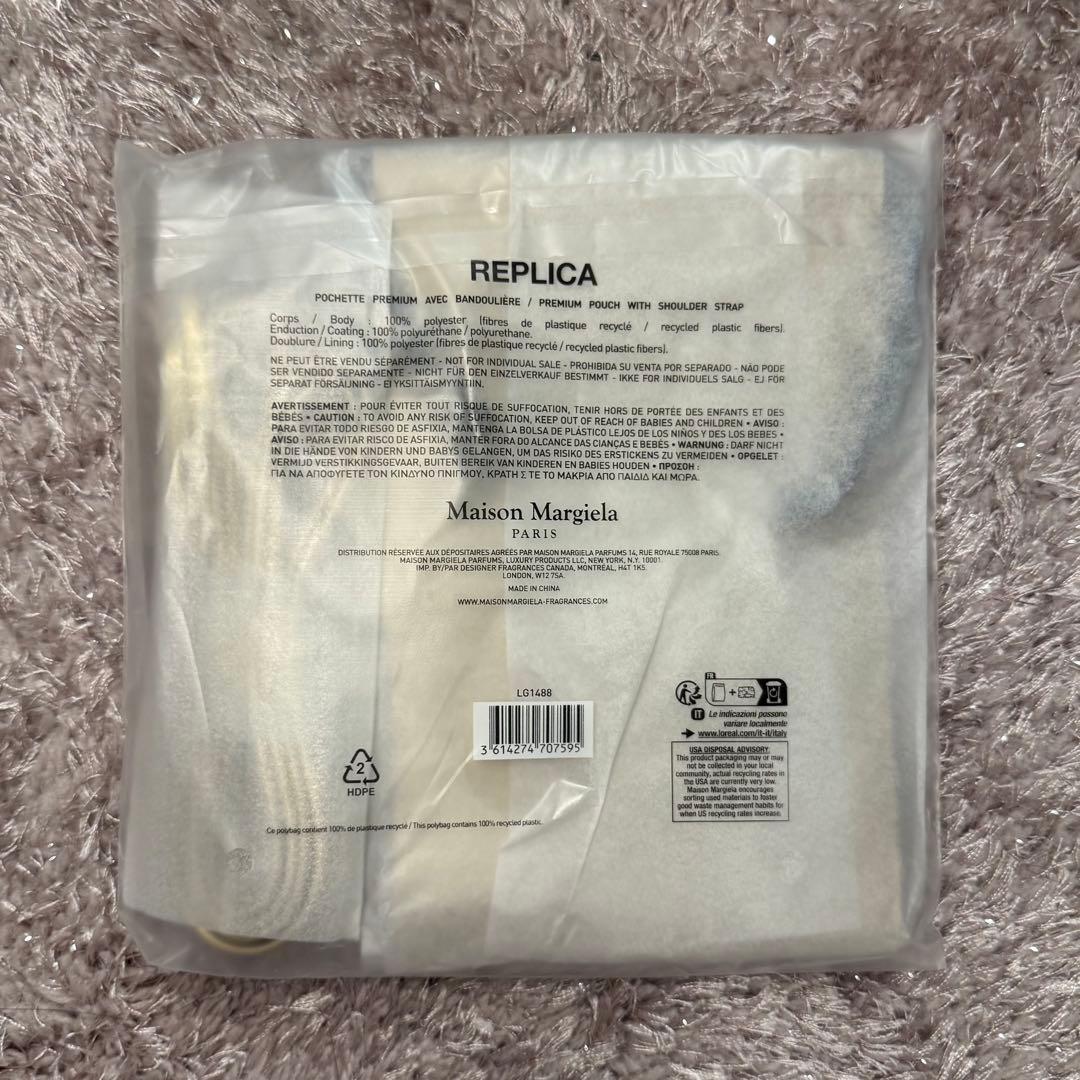 REPLICA
POCHETTE PREMIUM AVEC BANDOULIÈRE / PREMIUM POUCH WITH SHOULDER STRAP
Corps / Body : 100% polyester (fibres de plastique recyclé / recycled plastic fibers).
Enduction / Coating : 100% polyuréthane / polyurethane.
Doublure / Lining : 100% polyester (fibres de plastique recyclé / recycled plastic fibers).
NE PEUT ÊTRE VENDU SÉPARÉMENT - NOT FOR INDIVIDUAL SALE - PROHIBIDA SU VENTA POR SEPARADO - NÃO PODE
SER VENDIDO SEPARAMENTE - NICHT FÜR DEN EINZELVERKAUF BESTIMMT - IKKE FOR INDIVIDUELS SALG - EJ FÖR
SEPARAT FÖRSÄLJNING - EI YKSITTÄISMYYNTIIN.
AVERTISSEMENT : POUR ÉVITER TOUT RISQUE DE SUFFOCATION, TENIR HORS DE PORTÉE DES ENFANTS ET DES
BÉBÉS • CAUTION : TO AVOID ANY RISK OF SUFFOCATION, KEEP OUT OF REACH OF BABIES AND CHILDREN • AVISO :
PARA EVITAR TODO RIESGO DE ASFIXIA, MANTENGA LA BOLSA DE PLÁSTICO LEJOS DE LOS NIÑOS Y DES LOS BEBES •
AVISO : PARA EVITAR RISCO DE ASFIXIA, MANTER FORA DO ALCANCE DAS CIANÇAS E BEBÉS • WARNUNG : DARF NICHT
IN DIE HÄNDE VON KINDERN UND BABYS GELANGEN, UM DAS RISIKO DES ERSTICKENS ZU VERMEIDEN • OPGELET :
VERMIJD VERSTIKKINGSGEVAAR, BUITEN BEREIK VAN KINDEREN EN BABIES HOUDEN • ΠΡΟΣΟΗ :
ΓΙΑ ΝΑ ΑΠΟΦΥΓΕΤΕ ΤΟΝ ΚΙΝΔΥΝΟ ΠΝΙΓΜΟΥ, ΚΡΑΤΗ Σ ΤΕ ΤΟ ΜΑΚΡΙΑ ΑΠΟ ΠΑΙΔΙΑ ΚΑΙ ΜΩΡΑ.
Maison Margiela
PARIS
DISTRIBUTION RÉSERVÉE AUX DÉPOSITAIRES AGRÉÉS PAR MAISON MARGIELA PARFUMS 14, RUE ROYALE 75008 PARIS.
MAISON MARGIELA PARFUMS, LUXURY PRODUCTS LLC, NEW YORK, N.Y. 10001.
IMP. BY/PAR DESIGNER FRAGRANCES CANADA, MONTRÉAL, H4T 1K5.
LONDON, W12 7SA.
MADE IN CHINA
WWW.MAISONMARGIELA-FRAGRANCES.COM
LG1488
3 614274 707595
2
HDPE
FR
+
IT Le indicazioni possono
variare localmente
www.loreal.com/it-it/italy
USA DISPOSAL ADVISORY:
This product packaging may or may
not be collected in your local
community, actual recycling rates in
the USA are currently very low.
Maison Margiela encourages
sorting used materials to foster
good waste management habits for
when US recycling rates increase.
Ce polybag contient 100% de plastique recyclé / This polybag contains 100% recycled plastic.